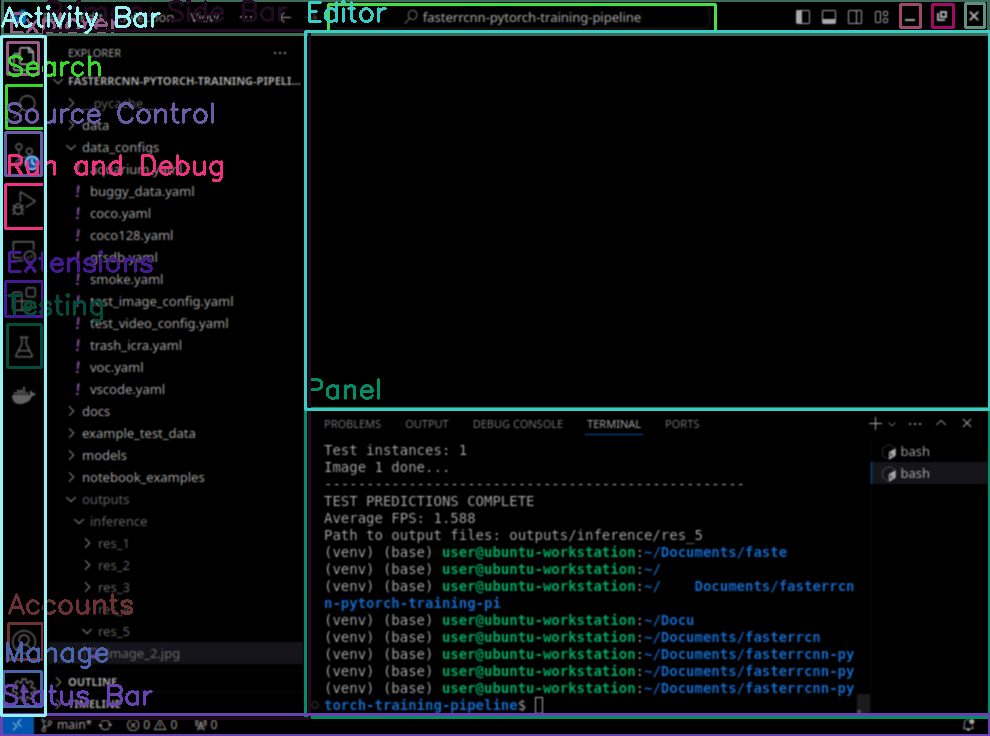 Activity Bar
Editor
fasterrcnn-pytorch-training-pipeline
Explorer
EXPLORER
Search
FASTERRCNN-PYTORCH-TRAINING-PIPELI...
__pycache__
Source Control
data
data_configs
Run and Debug
aquarium.yaml
buggy_data.yaml
coco.yaml
coco128.yaml
gfsdb.yaml
Extensions
smoke.yaml
Testing
test_image_config.yaml
test_video_config.yaml
trash_icra.yaml
voc.yaml
vscode.yaml
docs
example_test_data
models
notebook_examples
outputs
inference
res_1
res_2
res_3
Accounts
res_5
Manage
image_2.jpg
OUTLINE
Status Bar
TIMELINE
Panel
PROBLEMS OUTPUT DEBUG CONSOLE TERMINAL PORTS
Test instances: 1
Image 1 done...
--------------------------------------------------
TEST PREDICTIONS COMPLETE
Average FPS: 1.588
Path to output files: outputs/inference/res_5
(venv) (base) user@ubuntu-workstation:~/Documents/faste
(venv) (base) user@ubuntu-workstation:~/
(venv) (base) user@ubuntu-workstation:~/ Documents/fasterrcn
n-pytorch-training-pi
(venv) (base) user@ubuntu-workstation:~/Docu
(venv) (base) user@ubuntu-workstation:~/Documents/fasterrcn
(venv) (base) user@ubuntu-workstation:~/Documents/fasterrcnn-py
(venv) (base) user@ubuntu-workstation:~/Documents/fasterrcnn-py
(venv) (base) user@ubuntu-workstation:~/Documents/fasterrcnn-py
torch-training-pipeline$
bash
bash
main* 0 0 0